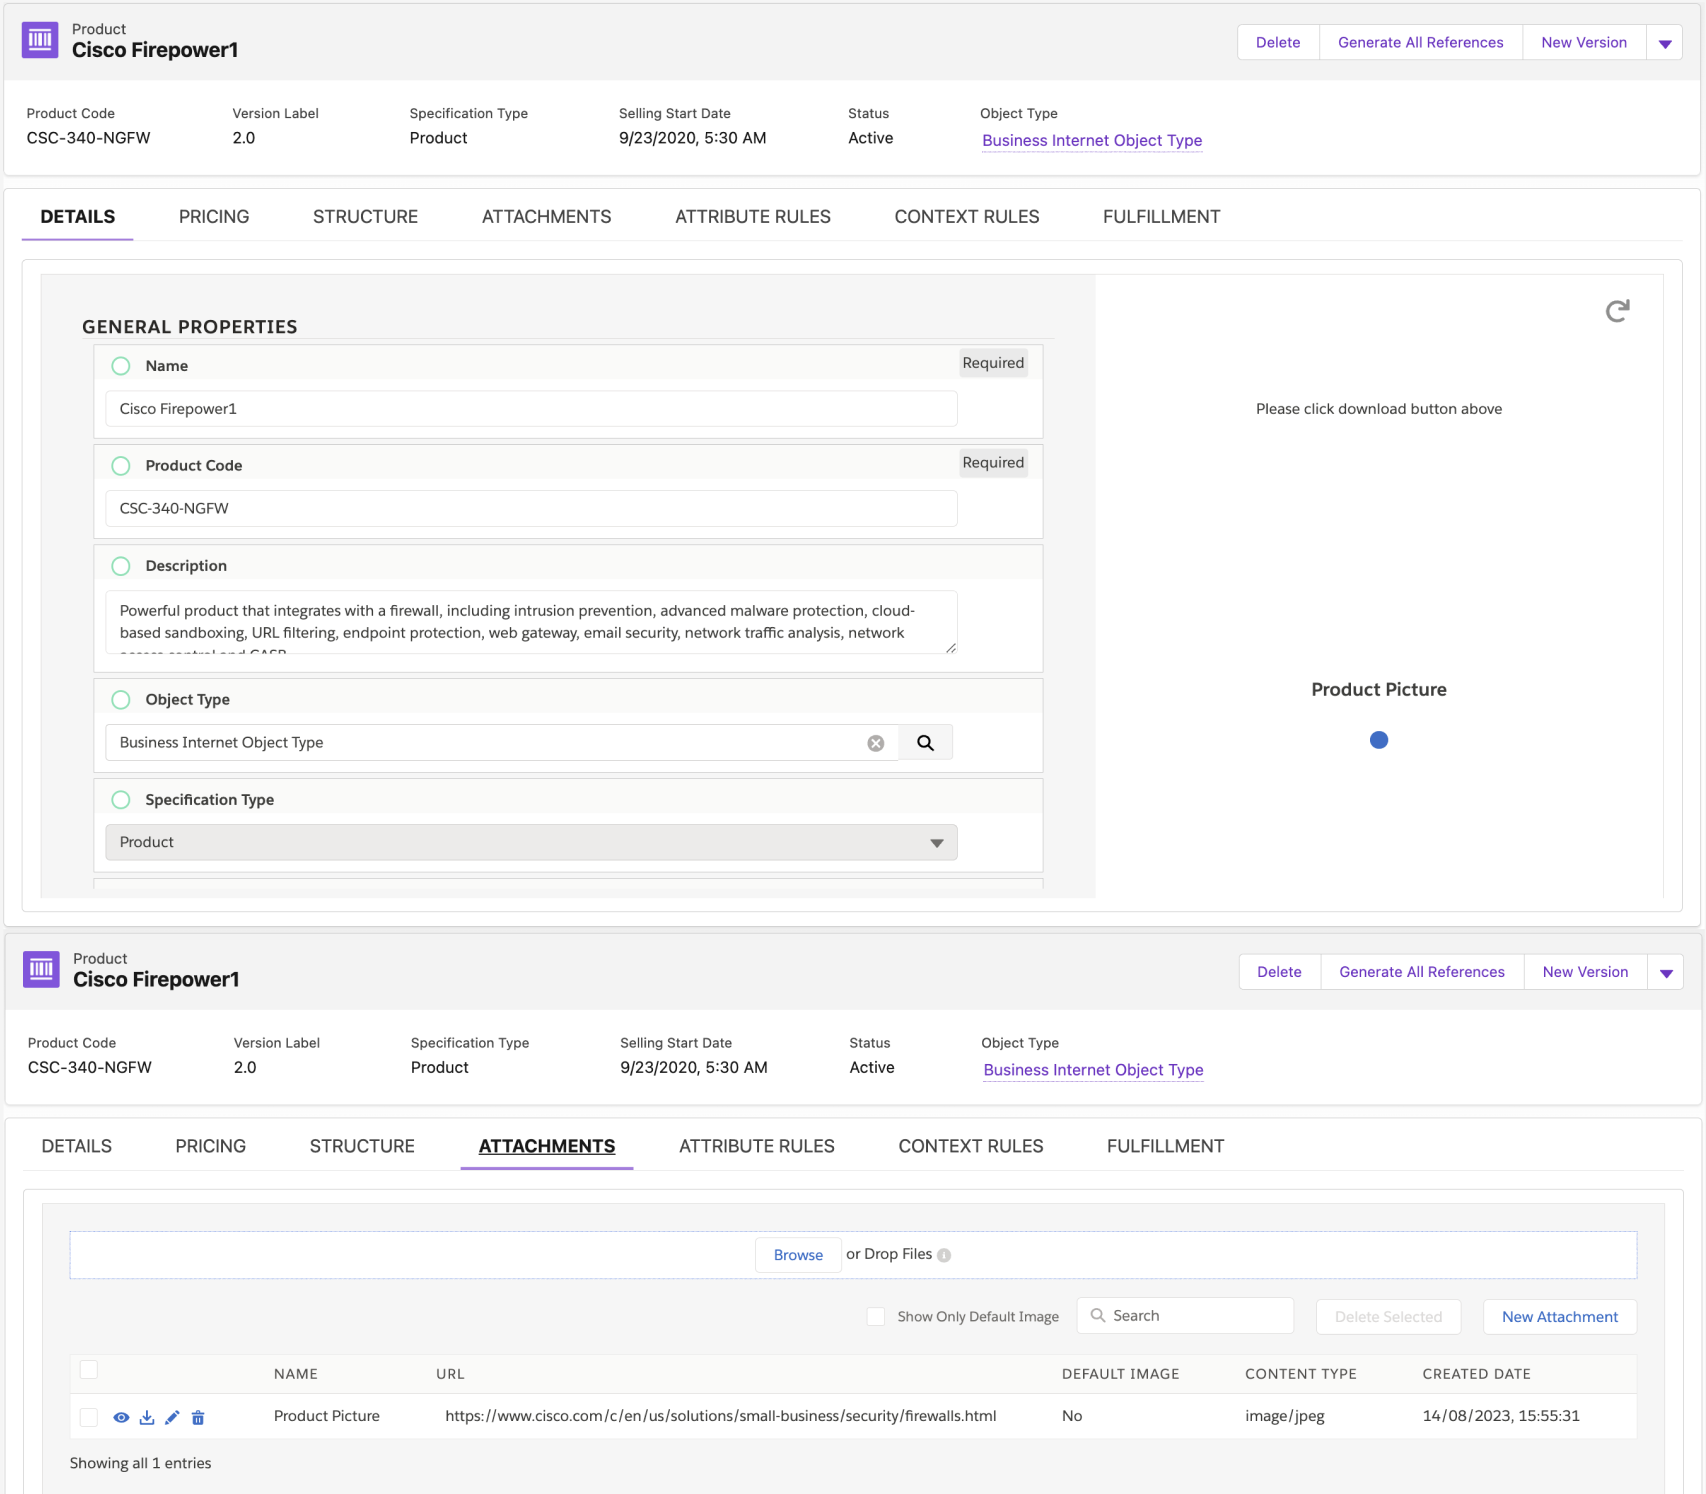 Product
Cisco Firepower1
Delete
Generate All References
New Version
Product Code
Version Label
Specification Type
Selling Start Date
Status
Object Type
CSC-340-NGFW
2.0
Product
9/23/2020, 5:30 AM
Active
Business Internet Object Type
DETAILS
PRICING
STRUCTURE
ATTACHMENTS
ATTRIBUTE RULES
CONTEXT RULES
FULFILLMENT
GENERAL PROPERTIES
Name
Required
Cisco Firepower1
Product Code
Required
CSC-340-NGFW
Description
Powerful product that integrates with a firewall, including intrusion prevention, advanced malware protection, cloud-
based sandboxing, URL filtering, endpoint protection, web gateway, email security, network traffic analysis, network
access control and CASB
Object Type
Business Internet Object Type
Specification Type
Product
Please click download button above
Product Picture
Product
Cisco Firepower1
Delete
Generate All References
New Version
Product Code
Version Label
Specification Type
Selling Start Date
Status
Object Type
CSC-340-NGFW
2.0
Product
9/23/2020, 5:30 AM
Active
Business Internet Object Type
DETAILS
PRICING
STRUCTURE
ATTACHMENTS
ATTRIBUTE RULES
CONTEXT RULES
FULFILLMENT
Browse or Drop Files
Show Only Default Image
Search
Delete Selected
New Attachment
NAME
URL
DEFAULT IMAGE
CONTENT TYPE
CREATED DATE
Product Picture
https://www.cisco.com/c/en/us/solutions/small-business/security/firewalls.html
No
image/jpeg
14/08/2023, 15:55:31
Showing all 1 entries